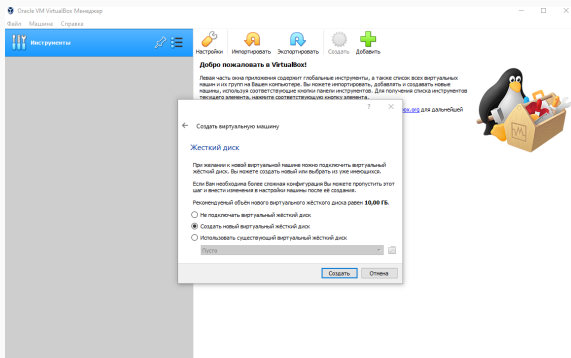 Oracle VM VirtualBox Менеджер
Файл Машина Справка
Инструменты
Настройки Импортировать Экспортировать Создать Добавить
Добро пожаловать в VirtualBox!
Левая часть окна приложения содержит глобальные инструменты, а также список всех виртуальных
машин и их групп на Вашем компьютере. Вы можете импортировать, добавлять и создавать новые
машины, используя соответствующие кнопки панели инструментов. Для получения списка инструментов
текущего элемента, нажмите соответствующую кнопку элемента.
box.org для дальнейшей
?
Создать виртуальную машину
Жесткий диск
При желании к новой виртуальной машине можно подключить виртуальный
жёсткий диск. Вы можете создать новый или выбрать из уже имеющихся.
Если Вам необходима более сложная конфигурация Вы можете пропустить этот
шаг и внести изменения в настройки машины после её создания.
Рекомендуемый объём нового виртуального жёсткого диска равен 10,00 ГБ.
Не подключать виртуальный жёсткий диск
Создать новый виртуальный жёсткий диск
Использовать существующий виртуальный жёсткий диск
Пусто
Создать Отмена